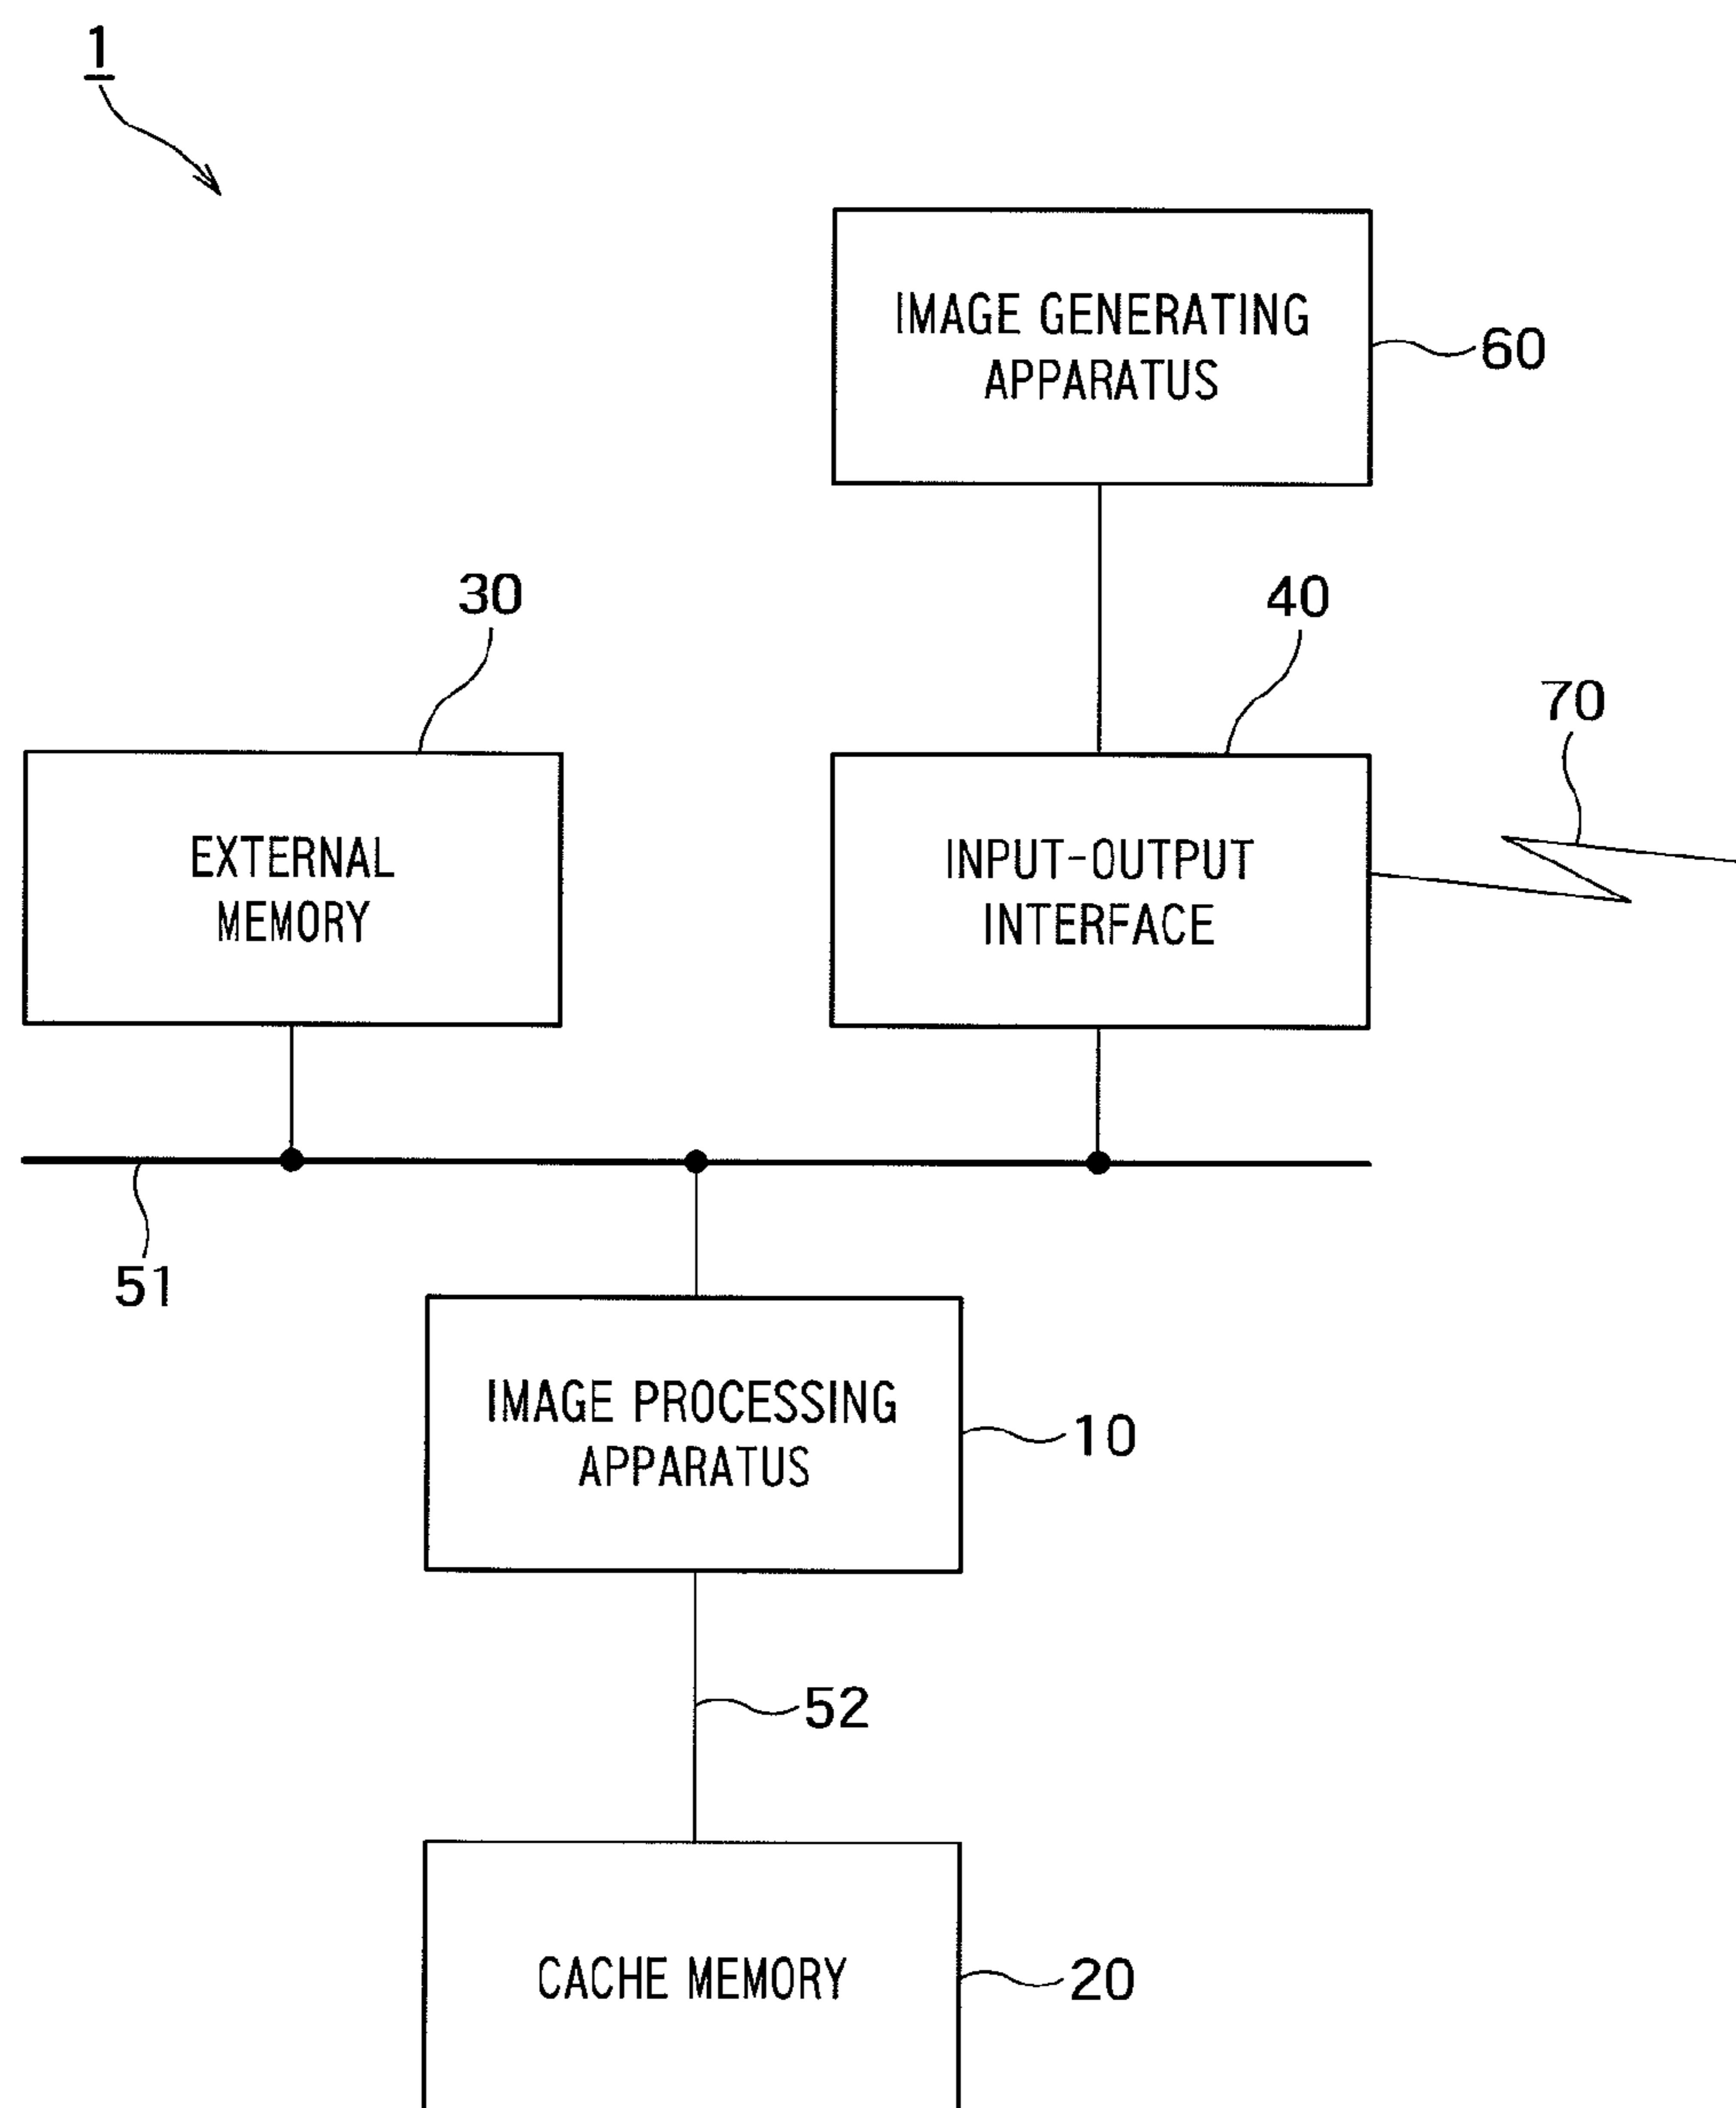 1
IMAGE GENERATING
APPARATUS
60
30
40
70
EXTERNAL
MEMORY
INPUT-OUTPUT
INTERFACE
51
IMAGE PROCESSING
APPARATUS
10
52
CACHE MEMORY
20